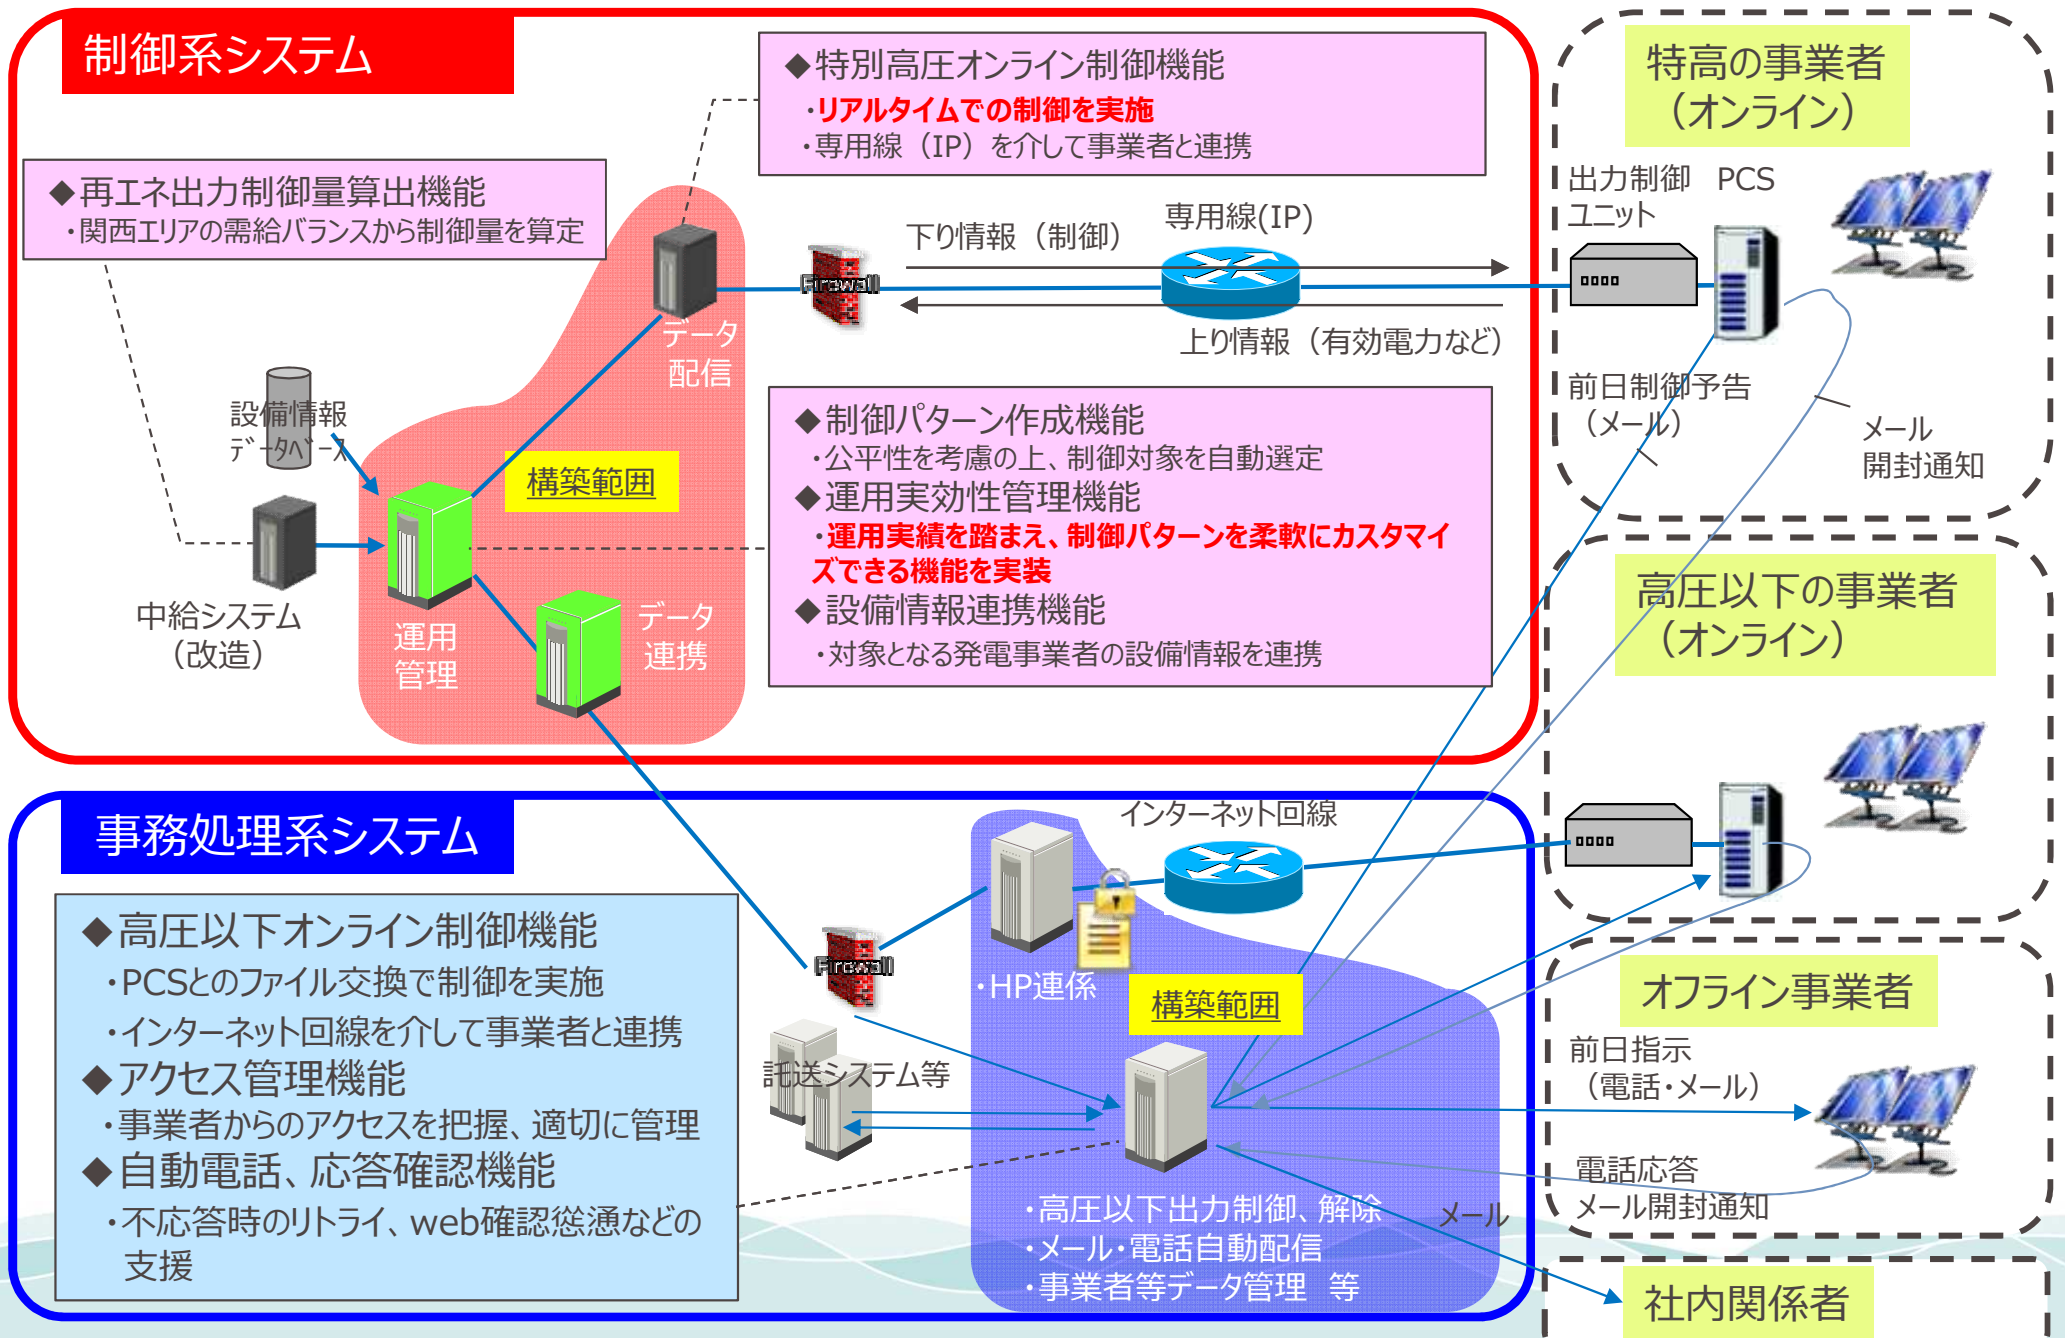 制御系システム
◆特別高圧オンライン制御機能
・リアルタイムでの制御を実施
・専用線（IP）を介して事業者と連携
◆再エネ出力制御量算出機能
・関西エリアの需給バランスから制御量を算定
下り情報（制御）
専用線(IP)
Firewall
上り情報（有効電力など）
データ
配信
設備情報
ﾃﾞｰﾀﾍﾞｰｽ
構築範囲
中給システム
（改造）
運用
管理
データ
連携
◆制御パターン作成機能
・公平性を考慮の上、制御対象を自動選定
◆運用実効性管理機能
・運用実績を踏まえ、制御パターンを柔軟にカスタマイ
ズできる機能を実装
◆設備情報連携機能
・対象となる発電事業者の設備情報を連携
特高の事業者
（オンライン）
出力制御
ユニット
PCS
前日制御予告
（メール）
メール
開封通知
高圧以下の事業者
（オンライン）
事務処理系システム
◆高圧以下オンライン制御機能
・PCSとのファイル交換で制御を実施
・インターネット回線を介して事業者と連携
◆アクセス管理機能
・事業者からのアクセスを把握、適切に管理
◆自動電話、応答確認機能
・不応答時のリトライ、web確認慫慂などの
支援
インターネット回線
Firewall
・HP連係
構築範囲
託送システム等
・高圧以下出力制御、解除
・メール・電話自動配信
・事業者等データ管理　等
メール
オフライン事業者
前日指示
（電話・メール）
電話応答
メール開封通知
社内関係者